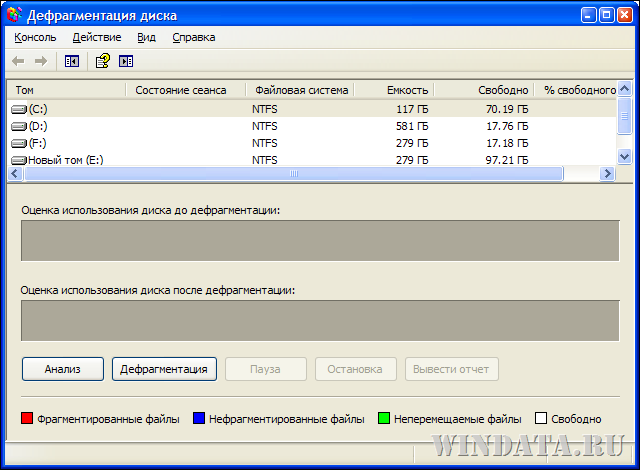 Дефрагментация диска
Консоль Действие Вид Справка
Том Состояние сеанса Файловая система Емкость Свободно % свободного
(C:) NTFS 117 ГБ 70.19 ГБ
(D:) NTFS 581 ГБ 17.76 ГБ
(F:) NTFS 279 ГБ 17.18 ГБ
Новый том (E:) NTFS 279 ГБ 97.21 ГБ
Оценка использования диска до дефрагментации:
Оценка использования диска после дефрагментации:
Анализ Дефрагментация Пауза Остановка Вывести отчет
Фрагментированные файлы Нефрагментированные файлы Неперемещаемые файлы Свободно
WINDATA.RU